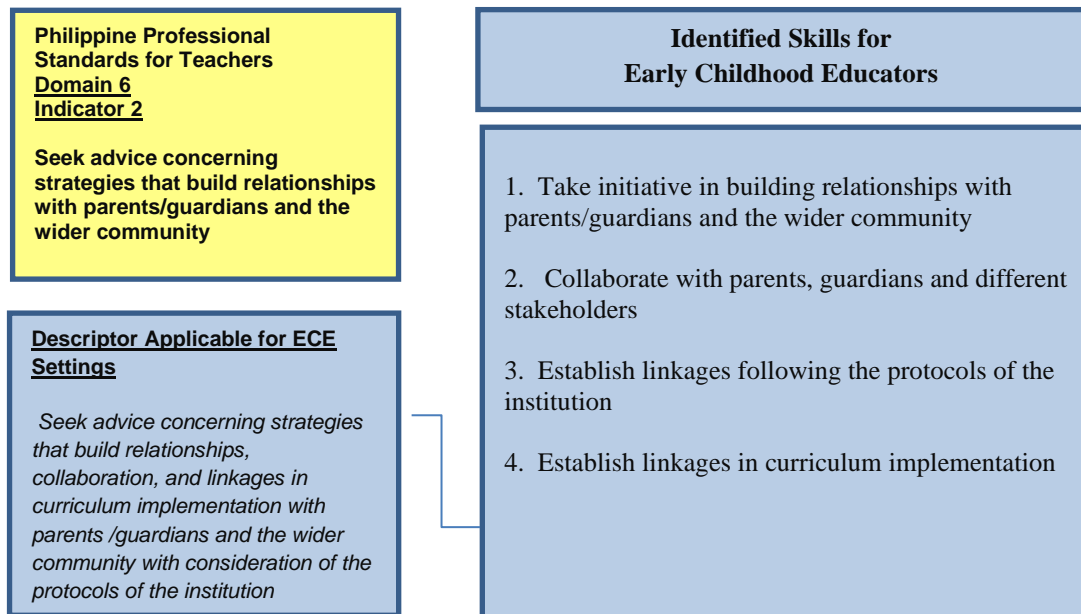 Philippine Professional
Standards for Teachers
Domain 6
Indicator 2
Seek advice concerning
strategies that build relationships
with parents/guardians and the
wider community
Descriptor Applicable for ECE
Settings
Seek advice concerning strategies
that build relationships,
collaboration, and linkages in
curriculum implementation with
parents /guardians and the wider
community with consideration of the
protocols of the institution
Identified Skills for
Early Childhood Educators
1. Take initiative in building relationships with
parents/guardians and the wider community
2. Collaborate with parents, guardians and different
stakeholders
3. Establish linkages following the protocols of the
institution
4. Establish linkages in curriculum implementation